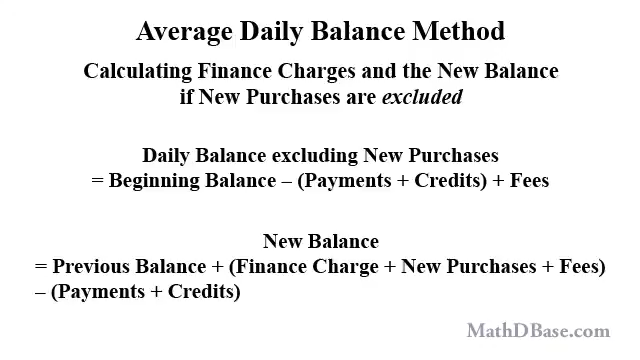 Average Daily Balance Method
Calculating Finance Charges and the New Balance
if New Purchases are excluded
Daily Balance excluding New Purchases
= Beginning Balance – (Payments + Credits) + Fees
New Balance
= Previous Balance + (Finance Charge + New Purchases + Fees)
– (Payments + Credits)
MathDBase.com